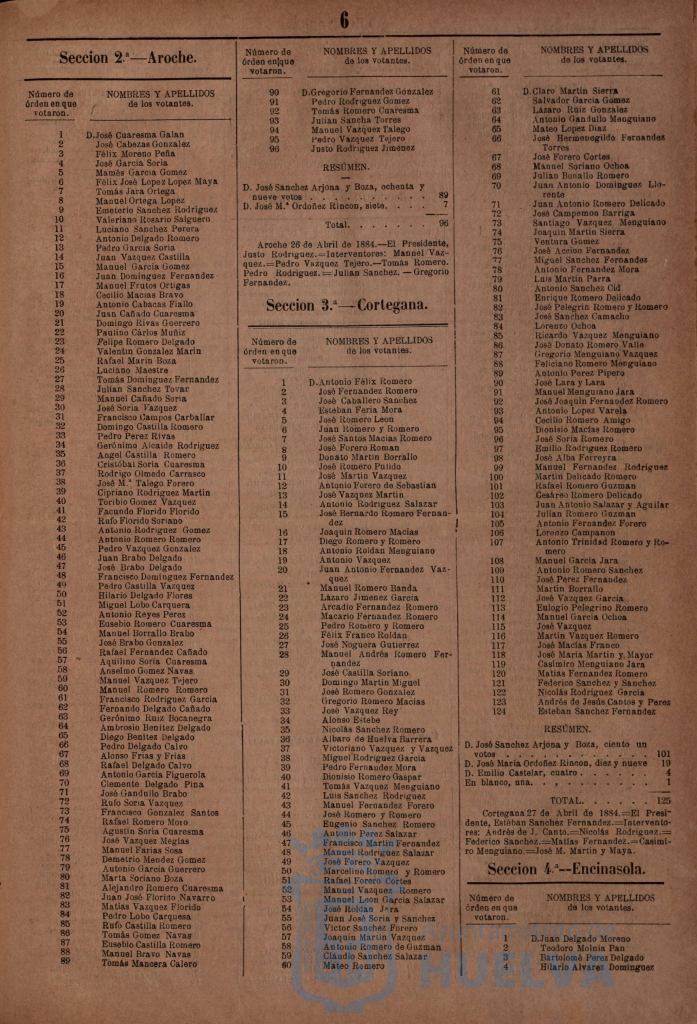 6
Seccion 2.ª—Aroche.
Número de órden en que votaron.
NOMBRES Y APELLIDOS
de los votantes.
1 D. José Cuaresma Galan
2 José Cabezas Gonzalez
3 Félix Moreno Peña
4 José Garcia Soria
5 Mamés Garcia Gomez
6 Félix José Lopez Lopez Maya
7 Tomás Jara Ortega
8 Manuel Ortega Lopez
9 Emeterio Sanchez Rodriguez
10 Valeriano Rosario Salguero
11 Luciano Sanchez Perera
12 Antonio Delgado Romero
13 Pedro Garcia Soria
14 Juan Vazquez Castilla
15 Manuel Garcia Gomez
16 Juan Dominguez Fernandez
17 Manuel Frutos Ortigas
18 Cecilio Macias Bravo
19 Antonio Cabacas Fiallo
20 Juan Cañado Cuaresma
21 Domingo Rivas Guerrero
22 Paulino Cárlos Muñiz
23 Felipe Romero Delgado
24 Valentin Gonzalez Marin
25 Rafael Marin Boza
26 Luciano Maestre
27 Tomás Dominguez Fernandez
28 Julian Sanchez Tovar
29 Manuel Cañado Soria
30 José Soria Vazquez
31 Francisco Campos Carballar
32 Domingo Castilla Romero
33 Pedro Perez Rivas
34 Gerónimo Alcaide Rodriguez
35 Angel Castilla Romero
36 Cristóbal Soria Cuaresma
37 Rodrigo Olmedo Carrasco
38 José M.ª Talego Forero
39 Cipriano Rodriguez Martin
40 Toribio Gomez Vazquez
41 Facundo Florido Florido
42 Rufo Florido Soriano
43 Antonio Rodriguez Gomez
44 Antonio Romero Romero
45 Pedro Vazquez Gonzalez
46 Juan Brabo Delgado
47 José Brabo Delgado
48 Francisco Dominguez Fernandez
49 Pedro Castilla Vazquez
50 Hilario Delgado Flores
51 Miguel Lobo Carquera
52 Antonio Reyes Perez
53 Eusebio Romero Cuaresma
54 Manuel Borrallo Brabo
55 José Brabo Gonzalez
56 Rafael Fernandez Cañado
57 Aquilino Soria Cuaresma
58 Anselmo Gomez Navas
59 Manuel Vazquez Tejero
60 Manuel Romero Romero
61 Francisco Rodriguez Garcia
62 Fernando Delgado Cañado
63 Gerónimo Ruiz Bocanegra
64 Ambrosio Benitez Delgado
65 Diego Benitez Delgado
66 Pedro Delgado Calvo
67 Alonso Frias y Frias
68 Rafael Delgado Calvo
69 Antonio Garcia Figuerola
70 Clemente Delgado Pina
71 José Gandullo Brabo
72 Rufo Soria Vazquez
73 Francisco Gonzalez Santos
74 Rafael Romero Moro
75 Agustin Soria Cuaresma
76 José Vazquez Megias
77 Manuel Farias Sosa
78 Demetrio Mendez Gomez
79 Antonio Garcia Guerrero
80 Marta Soriano Boza
81 Alejandro Romero Cuaresma
82 Juan José Florito Navarro
83 Matias Vazquez Florido
84 Pedro Lobo Carquesa
85 Rufo Castilla Romero
86 Tomás Gomez Navas
87 Eusebio Castilla Romero
88 Manuel Bravo Navas
89 Tomás Mancera Calero
Número de órden en que votaron.
NOMBRES Y APELLIDOS
de los votantes.
90 D. Gregorio Fernandez Gonzalez
91 Pedro Rodriguez Gomez
92 Tomás Romero Cuaresma
93 Julian Sancha Torres
94 Manuel Vazquez Talego
95 Pedro Vazquez Tejero
96 Justo Rodriguez Jimenez
RESÚMEN.
D. José Sanchez Arjona y Boza, ochenta y
nueve votos . . . . . . . . . . 89
D. José M.ª Ordoñez Rincon, siete. . . . . 7
Total. . . . . . . 96
Aroche 26 de Abril de 1884.—El Presidente,
Justo Rodriguez.=Interventores: Manuel Vaz-
quez.=Pedro Vazquez Tejero.—Tomás Romero.
Pedro Rodriguez.=Julian Sanchez.—Gregorio
Fernandez.
Seccion 3.ª—Cortegana.
Número de órden en que votaron.
NOMBRES Y APELLIDOS
de los votantes.
1 D. Antonio Félix Romero
2 José Fernandez Romero
3 José Caballero Sanchez
4 Esteban Feria Mora
5 José Romero Leon
6 Juan Romero y Romero
7 José Santos Macias Romero
8 José Forero Roman
9 Donato Martin Borrallo
10 José Romero Pulido
11 José Martin Vazquez
12 Antonio Forero de Sebastian
13 José Vazquez Martin
14 Antonio Rodriguez Salazar
15 José Bernardo Romero Fernan-
dez
16 Joaquin Romero Macias
17 Diego Romero y Romero
18 Antonio Roldan Menguiano
19 Antonio Vazquez
20 Juan Antonio Fernandez Vaz-
quez
21 Manuel Romero Banda
22 Lázaro Jimenez Garcia
23 Arcadio Fernandez Romero
24 Macario Fernandez Romero
25 Pedro Romero y Romero
26 Félix Franco Roldan
27 José Noguera Gutierrez
28 Manuel Andrés Romero Fer-
nandez
29 José Castilla Soriano
30 Domingo Martin Miguel
31 José Romero Gonzalez
32 Gregorio Romero Macias
33 José Vazquez Rey
34 Alonso Estebe
35 Nicolás Sanchez Romero
36 Albaro de Huelva Barrera
37 Victoriano Vazquez y Vazquez
38 Miguel Rodriguez Garcia
39 Pedro Fernandez Mora
40 Dionisio Romero Gaspar
41 Tomás Vazquez Menguiano
42 Luis Sanchez Rodriguez
43 Manuel Fernandez Forero
44 José Romero y Romero
45 Eugenio Sanchez Romero
46 Antonio Perez Salazar
47 Francisco Martin Fernandez
48 Manuel Rodriguez Salazar
49 José Forero Vazquez
50 Marcelino Romero y Romero
51 Rafael Forero Córtes
52 Manuel Vazquez Romero
53 Manuel Leon Garcia Salazar
54 José Roldan Jara
55 Juan José Soria y Sanchez
56 Victor Sanchez Forero
57 Joaquin Martin Vazquez
58 Antonio Romero de Guzman
59 Claudio Sanchez Salazar
60 Mateo Romero
Número de órden en que votaron.
NOMBRES Y APELLIDOS
de los votantes.
61 D. Claro Martin Sierra
62 Salvador Garcia Gomez
63 Lázaro Ruiz Gonzalez
64 Antonio Gandullo Menguiano
65 Mateo Lopez Diaz
66 José Hermenegildo Fernandez
Torres
67 José Forero Cortes
68 Manuel Soriano Ochoa
69 Julian Bonallo Romero
70 Juan Antonio Dominguez Llo-
rente
71 Juan Antonio Romero Delicado
72 José Campemon Barriga
73 Santiago Vazquez Menguiano
74 Joaquin Martin Sierra
75 Ventura Gomez
76 José Accion Fernandez
77 Miguel Sanchez Fernandez
78 Antonio Fernandez Mora
79 Luis Martin Parra
80 Antonio Sanchez Cid
81 Enrique Romero Delicado
82 José Pelegrin Romero y Romero
83 José Sanchez Camacho
84 Lorenzo Ochoa
85 Ricardo Vazquez Menguiano
86 José Donato Romero Valle
87 Gregorio Menguiano Vazquez
88 Feliciano Romero Menguiano
89 Antonio Perez Pipero
90 José Lara y Lara
91 Manuel Menguiano Jara
92 José Joaquin Fernandez Romero
93 Antonio Lopez Varela
94 Cecilio Romero Amigo
95 Dionisio Macias Romero
96 José Soria Romero
97 Emilio Rodriguez Romero
98 José Alba Ferreyra
99 Manuel Fernandez Rodriguez
100 Martin Delicado Romero
101 Rafael Romero Guzman
102 Cesáreo Romero Delicado
103 Juan Antonio Salazar y Aguilar
104 Julian Romero Guzman
105 Antonio Fernandez Forero
106 Lorenzo Campanon
107 Antonio Trinidad Romero y Ro-
mero
108 Manuel Garcia Jara
109 Antonio Romero Sanchez
110 José Perez Fernandez
111 Martin Borrallo
112 José Vazquez Garcia
113 Eulogio Pelegrino Romero
114 Manuel Garcia Ochoa
115 José Vazquez
116 Martin Vazquez Romero
117 José Macías Franco
118 José Maria Martin y Mayor
119 Casimiro Menguiano Jara
120 Matias Fernandez Romero
121 Federico Sanchez y Sanchez
122 Nicolás Rodriguez Garcia
123 Andrés de Jesús Cantos y Perez
124 Esteban Sanchez Fernandez
RESÚMEN.
D. José Sanchez Arjona y Boza, ciento un
votos . . . . . . . . . . . 101
D. José María Ordoñez Rincon, diez y nueve 19
D. Emilio Castelar, cuatro . . . . . . 4
En blanco, una. . . . . . . . . 1
TOTAL. . . . . . 125
Cortegana 27 de Abril de 1884.=El Presi-
dente, Estéban Sanchez Fernandez.=Intervento-
res: Andrés de J. Canto.=Nicolás Rodriguez.=
Federico Sanchez.=Matías Fernandez.=Casimi-
ro Menguiano.=José M. Martin y Maya.
Seccion 4.ª--Encinasola.
Número de órden en que votaron.
NOMBRES Y APELLIDOS
de los votantes.
1 D. Juan Delgado Moreno
2 Teodoro Molnia Pan
3 Bartolomé Perez Delgado
4 Hilario Alvarez Dominguez
HUELVA